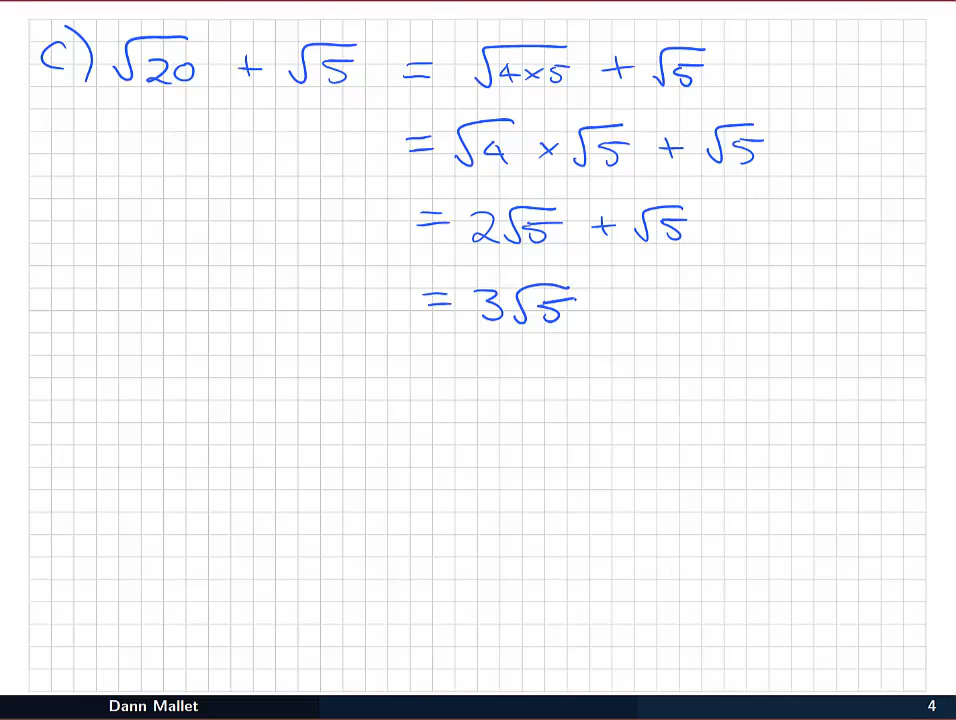 c) √20 + √5 = √4×5 + √5
= √4 × √5 + √5
= 2√5 + √5
= 3√5
Dann Mallet 4